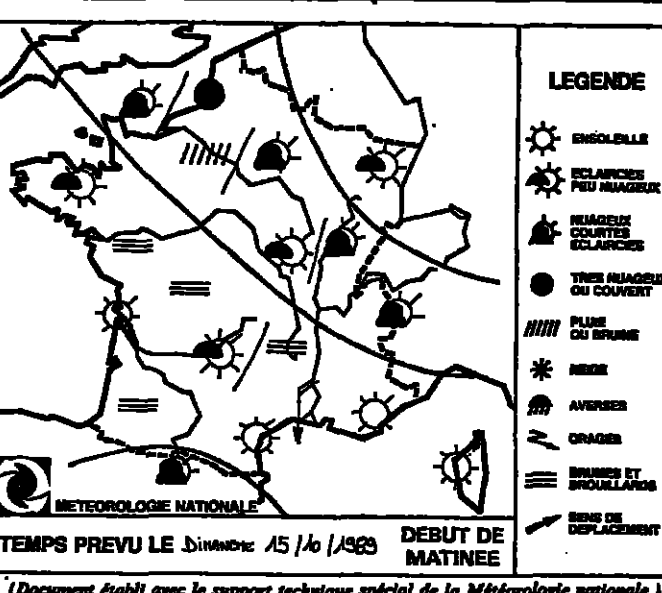 LEGENDE
ENSOLEILLE
ECLAIRCIES
PEU NUAGEUX
NUAGEUX
COURTES
ECLAIRCIES
TRES NUAGEUX
OU COUVERT
PLUIE
OU BRUINE
NEIGE
AVERSES
ORAGES
BRUMES ET
BROUILLARDS
SENS DE
DEPLACEMENT
METEOROLOGIE NATIONALE
TEMPS PREVU LE DIMANCHE 15/10/1989
DEBUT DE
MATINEE
(Document établi avec le support technique spécial de la Météorologie nationale.)